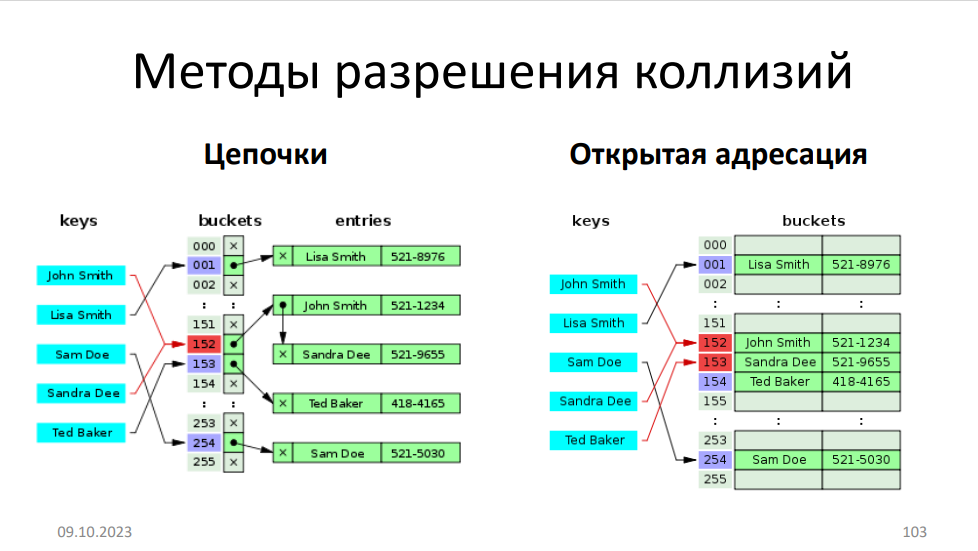 Методы разрешения коллизий
Цепочки
keys
buckets
entries
John Smith
Lisa Smith
Sam Doe
Sandra Dee
Ted Baker
000 ×
001
002 ×
: :
151 ×
152
153
154 ×
: :
253 ×
254
255 ×
× Lisa Smith 521-8976
John Smith 521-1234
× Sandra Dee 521-9655
× Ted Baker 418-4165
× Sam Doe 521-5030
Открытая адресация
keys
buckets
John Smith
Lisa Smith
Sam Doe
Sandra Dee
Ted Baker
000
001 Lisa Smith 521-8976
002
: : :
151
152 John Smith 521-1234
153 Sandra Dee 521-9655
154 Ted Baker 418-4165
155
: : :
253
254 Sam Doe 521-5030
255
09.10.2023
103